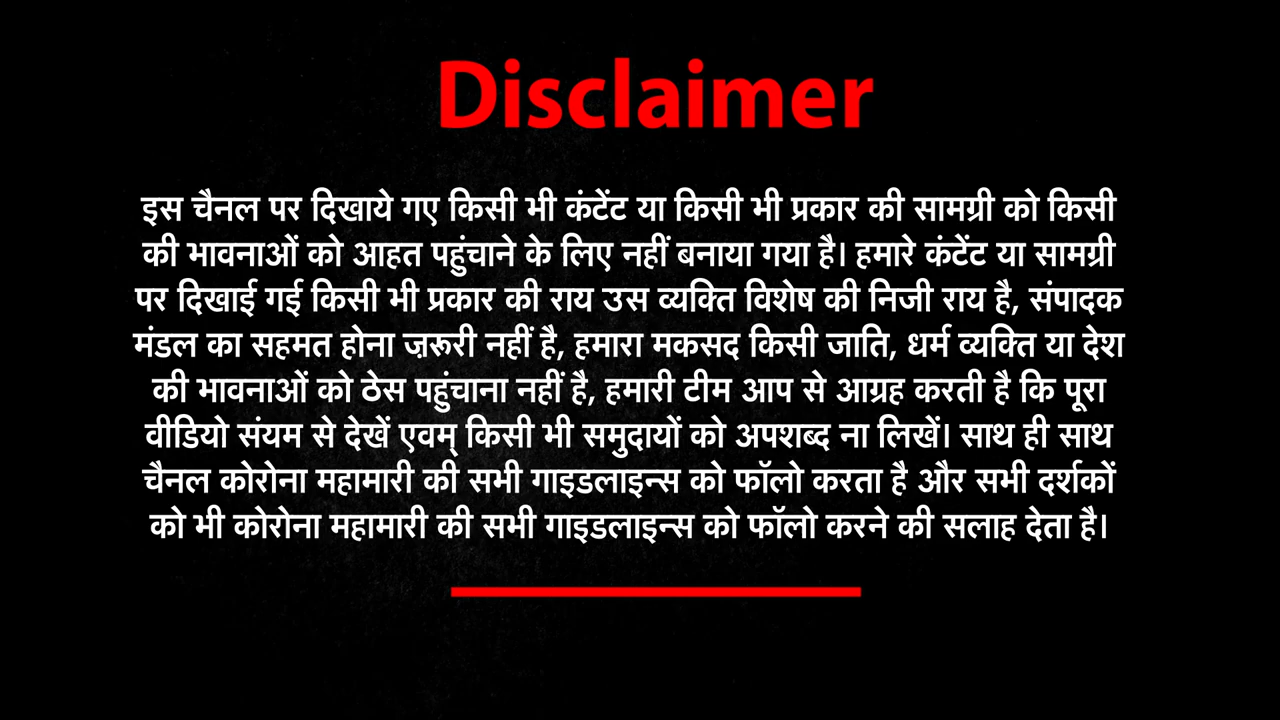 Disclaimer
इस चैनल पर दिखाये गए किसी भी कंटेंट या किसी भी प्रकार की सामग्री को किसी
की भावनाओं को आहत पहुंचाने के लिए नहीं बनाया गया है। हमारे कंटेंट या सामग्री
पर दिखाई गई किसी भी प्रकार की राय उस व्यक्ति विशेष की निजी राय है, संपादक
मंडल का सहमत होना ज़रूरी नहीं है, हमारा मकसद किसी जाति, धर्म व्यक्ति या देश
की भावनाओं को ठेस पहुंचाना नहीं है, हमारी टीम आप से आग्रह करती है कि पूरा
वीडियो संयम से देखें एवम् किसी भी समुदायों को अपशब्द ना लिखें। साथ ही साथ
चैनल कोरोना महामारी की सभी गाइडलाइन्स को फॉलो करता है और सभी दर्शकों
को भी कोरोना महामारी की सभी गाइडलाइन्स को फॉलो करने की सलाह देता है।